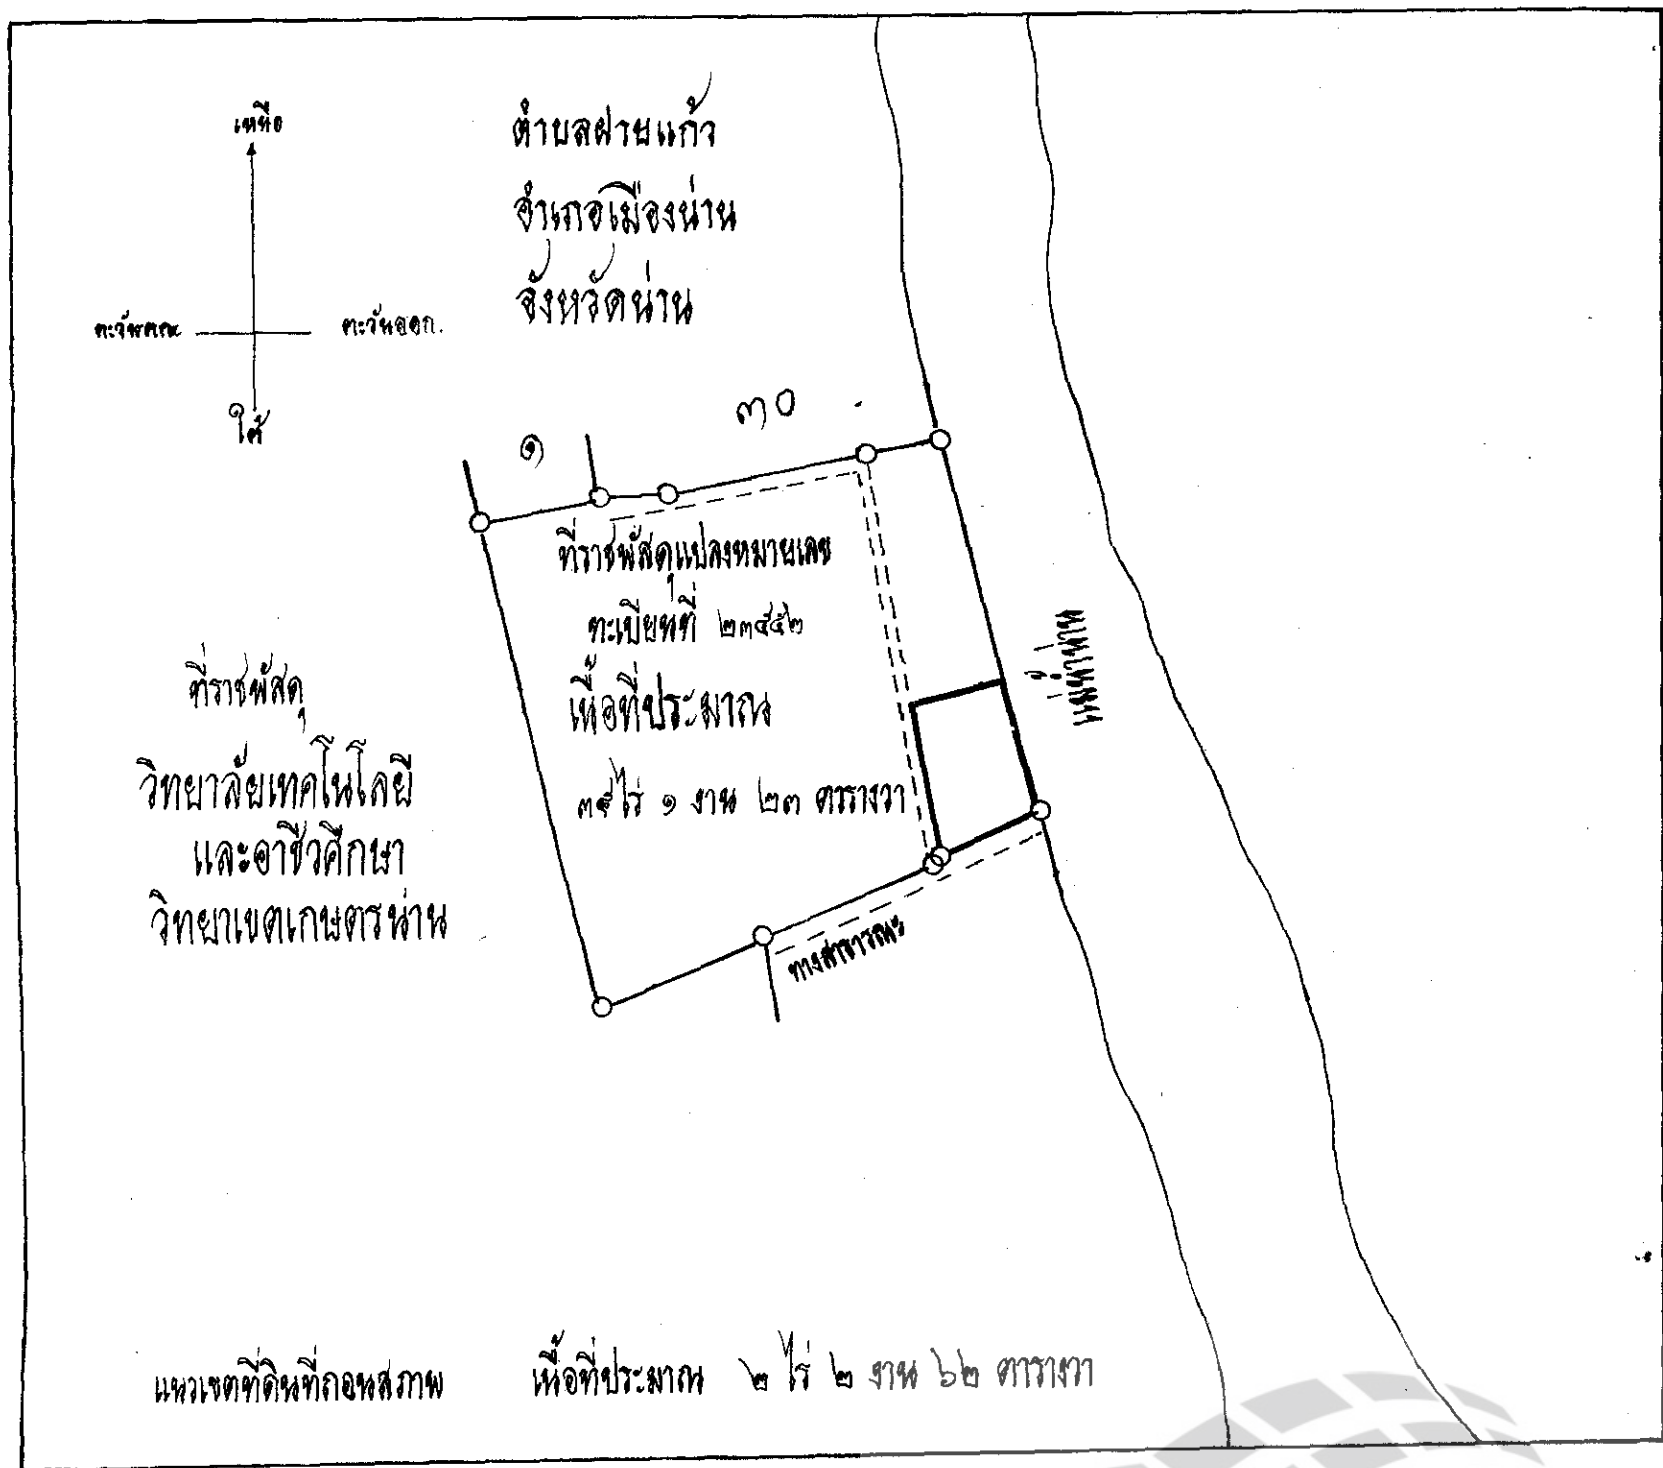 เหนือ
ตะวันตก
ตะวันออก.
ใต้
ตำบลฝายแก้ว
อำเภอเมืองน่าน
จังหวัดน่าน
๑
๓๐
ที่ราชพัสดุแปลงหมายเลข
ทะเบียนที่
เนื้อที่ประมาณ
ไร่ ๑ งาน ๒๓ ตารางวา
ที่ราชพัสดุ
วิทยาลัยเทคโนโลยี
และอาชีวศึกษา
วิทยาเขตเกษตรน่าน
แม่น้ำน่าน
ทางสาธารณะ
แนวเขตที่ดินที่ถอนสภาพ เนื้อที่ประมาณ ๒ ไร่ ๒ งาน ๖๒ ตารางวา